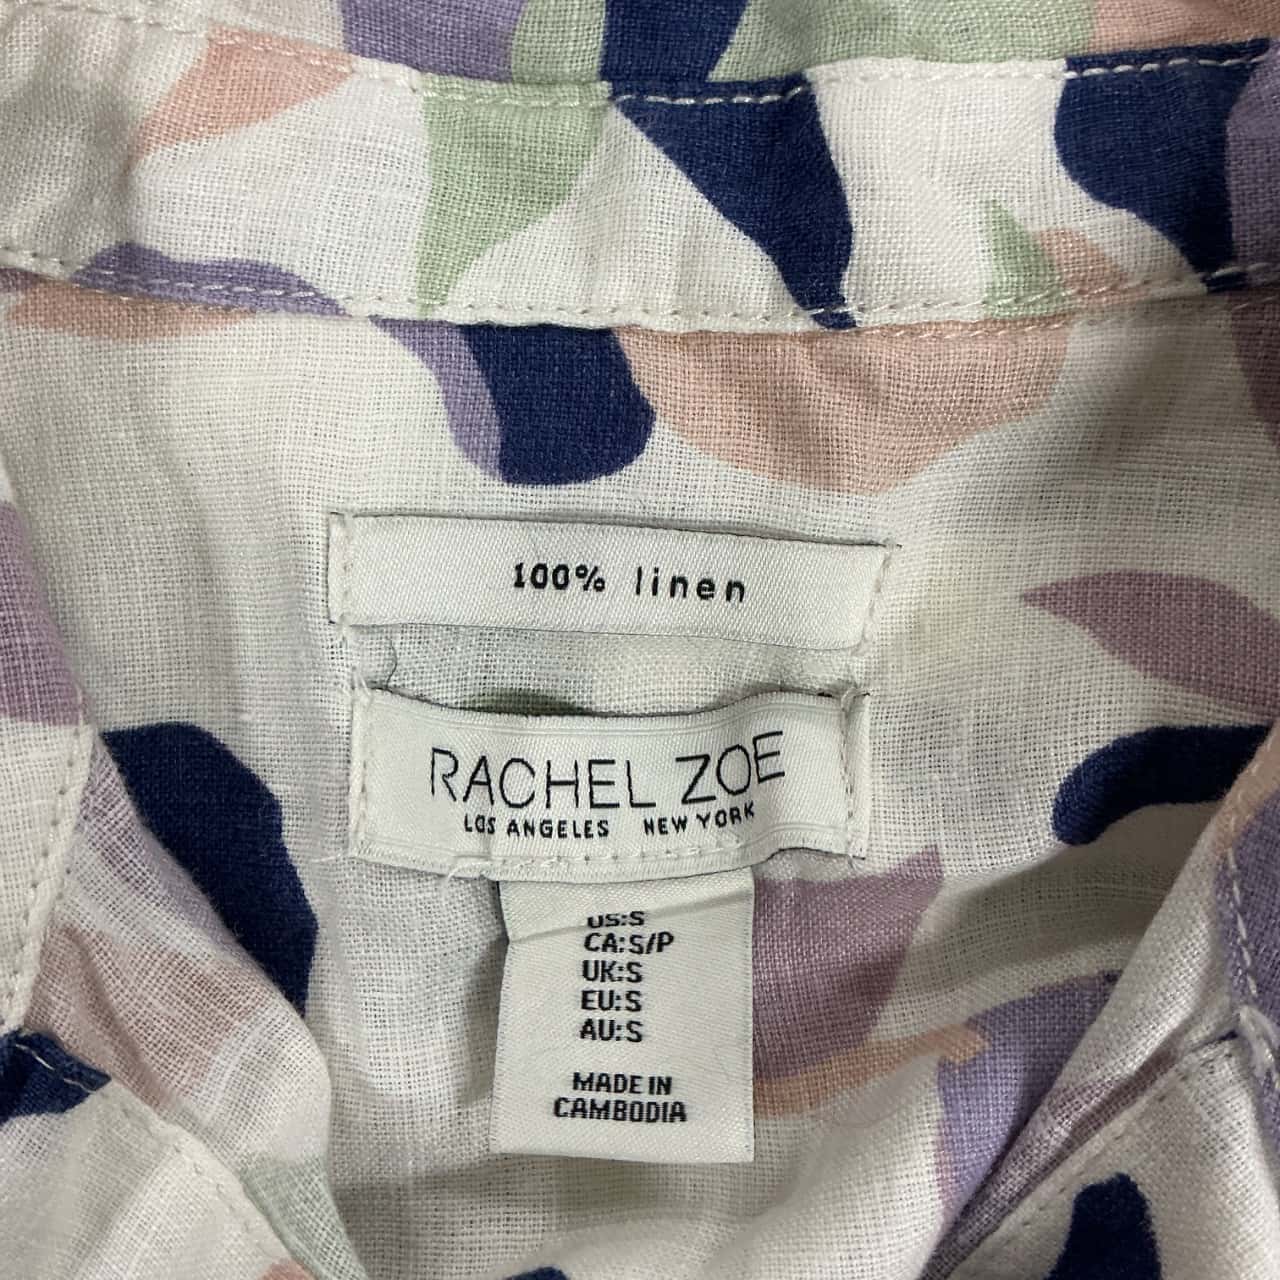 100% linen
RACHEL ZOE
LOS ANGELES NEW YORK
US:S
CA:S/P
UK:S
EU:S
AU:S
MADE IN
CAMBODIA